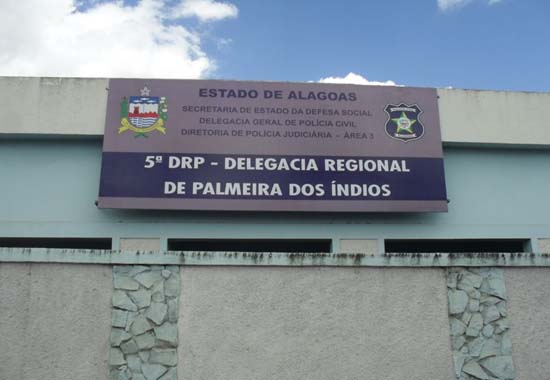 ESTADO DE ALAGOAS
SECRETARIA DE ESTADO DA DEFESA SOCIAL
DELEGACIA GERAL DE POLÍCIA CIVIL
DIRETORIA DE POLÍCIA JUDICIÁRIA - ÁREA 3
5ª DRP - DELEGACIA REGIONAL
DE PALMEIRA DOS ÍNDIOS